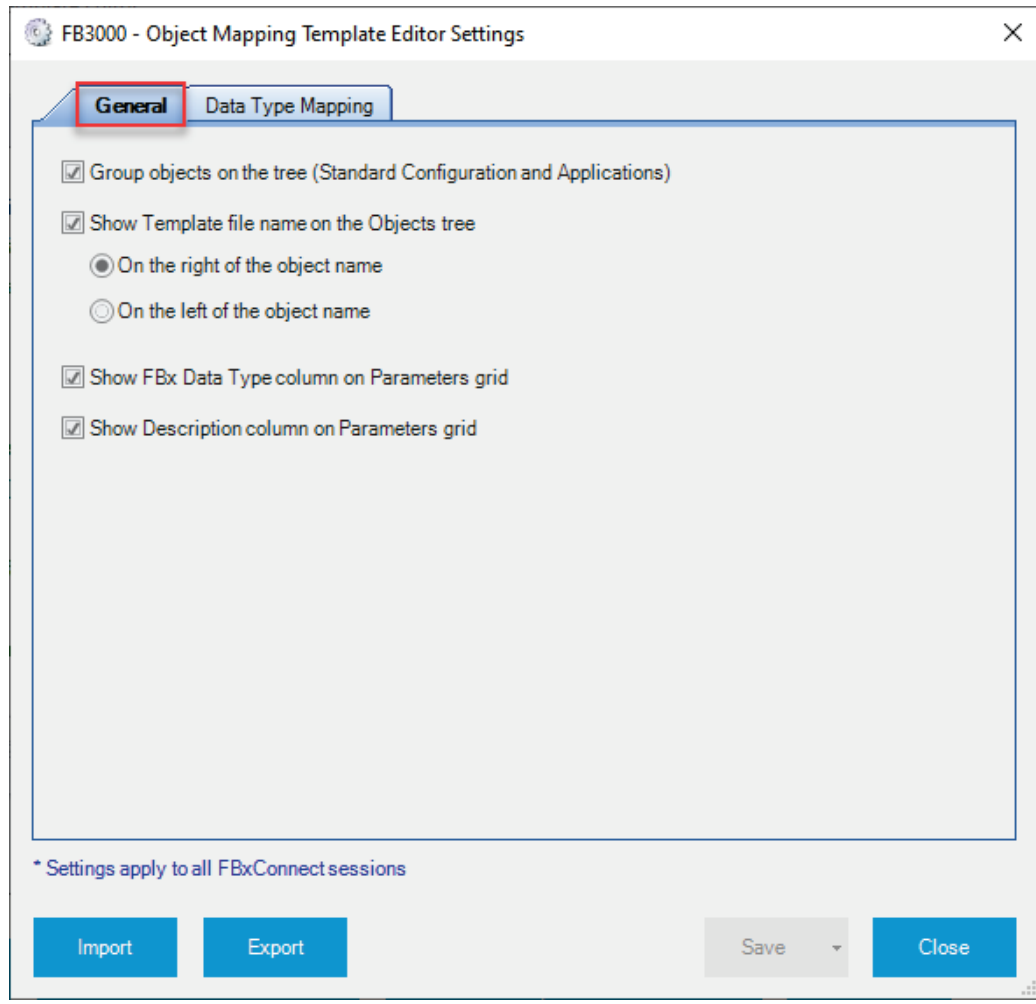 FB3000 - Object Mapping Template Editor Settings
General
Data Type Mapping
Group objects on the tree (Standard Configuration and Applications)
Show Template file name on the Objects tree
On the right of the object name
On the left of the object name
Show FBx Data Type column on Parameters grid
Show Description column on Parameters grid
* Settings apply to all FBxConnect sessions
Import
Export
Save
Close